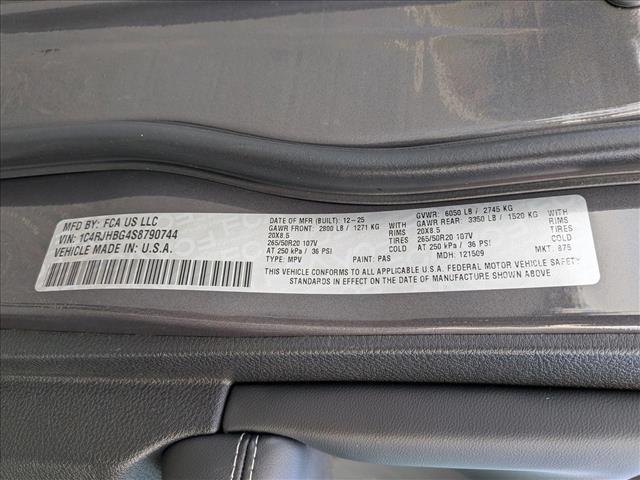 MFD BY: FCA US LLC
VIN: 1C4RJHBG4S8790744
VEHICLE MADE IN: U.S.A.
DATE OF MFR (BUILT): 12-25
GAWR FRONT: 2800 LB / 1271 KG
20X8.5 RIMS
265/50R20 107V TIRES
AT 250 kPa / 36 PSI COLD
TYPE: MPV PAINT: PAS
GVWR: 6050 LB / 2745 KG
GAWR REAR: 3350 LB / 1520 KG
20X8.5 RIMS
265/50R20 107V TIRES
AT 250 kPa / 36 PSI COLD
MDH: 121509 MKT: 875
THIS VEHICLE CONFORMS TO ALL APPLICABLE U.S.A. FEDERAL MOTOR VEHICLE SAFETY
STANDARDS IN EFFECT ON THE DATE OF MANUFACTURE SHOWN ABOVE